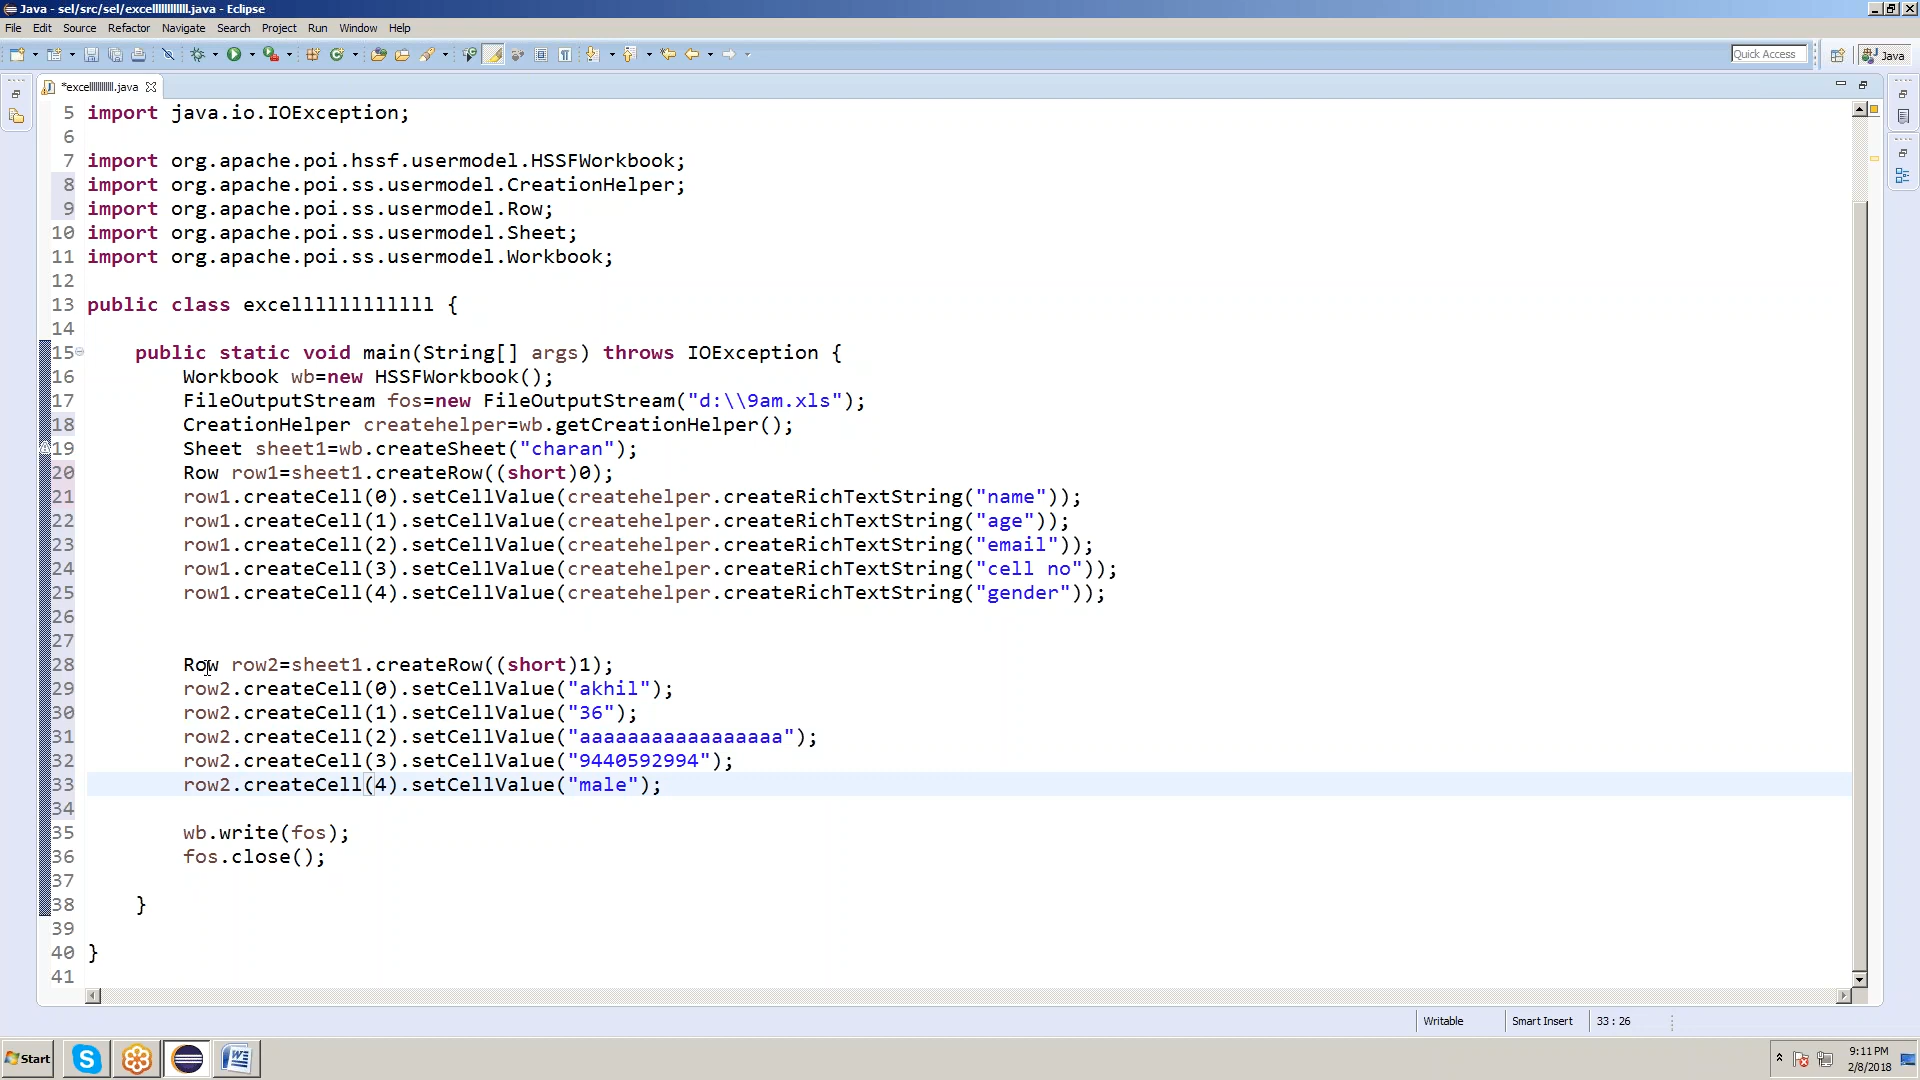 Java - sel/src/sel/excelllllllllllll.java - Eclipse
File Edit Source Refactor Navigate Search Project Run Window Help
Quick Access
Java
5 import java.io.IOException;
6
7 import org.apache.poi.hssf.usermodel.HSSFWorkbook;
8 import org.apache.poi.ss.usermodel.CreationHelper;
9 import org.apache.poi.ss.usermodel.Row;
10 import org.apache.poi.ss.usermodel.Sheet;
11 import org.apache.poi.ss.usermodel.Workbook;
12
13 public class excelllllllllllll {
14
15 public static void main(String[] args) throws IOException {
16 Workbook wb=new HSSFWorkbook();
17 FileOutputStream fos=new FileOutputStream("d:\\9am.xls");
18 CreationHelper createhelper=wb.getCreationHelper();
19 Sheet sheet1=wb.createSheet("charan");
20 Row row1=sheet1.createRow((short)0);
21 row1.createCell(0).setCellValue(createhelper.createRichTextString("name"));
22 row1.createCell(1).setCellValue(createhelper.createRichTextString("age"));
23 row1.createCell(2).setCellValue(createhelper.createRichTextString("email"));
24 row1.createCell(3).setCellValue(createhelper.createRichTextString("cell no"));
25 row1.createCell(4).setCellValue(createhelper.createRichTextString("gender"));
26
27
28 Row row2=sheet1.createRow((short)1);
29 row2.createCell(0).setCellValue("akhil");
30 row2.createCell(1).setCellValue("36");
31 row2.createCell(2).setCellValue("aaaaaaaaaaaaaaaaa");
32 row2.createCell(3).setCellValue("9440592994");
33 row2.createCell(4).setCellValue("male");
34
35 wb.write(fos);
36 fos.close();
37
38 }
39
40 }
41
Writable Smart Insert 33 : 26
Start
9:11 PM
2/8/2018